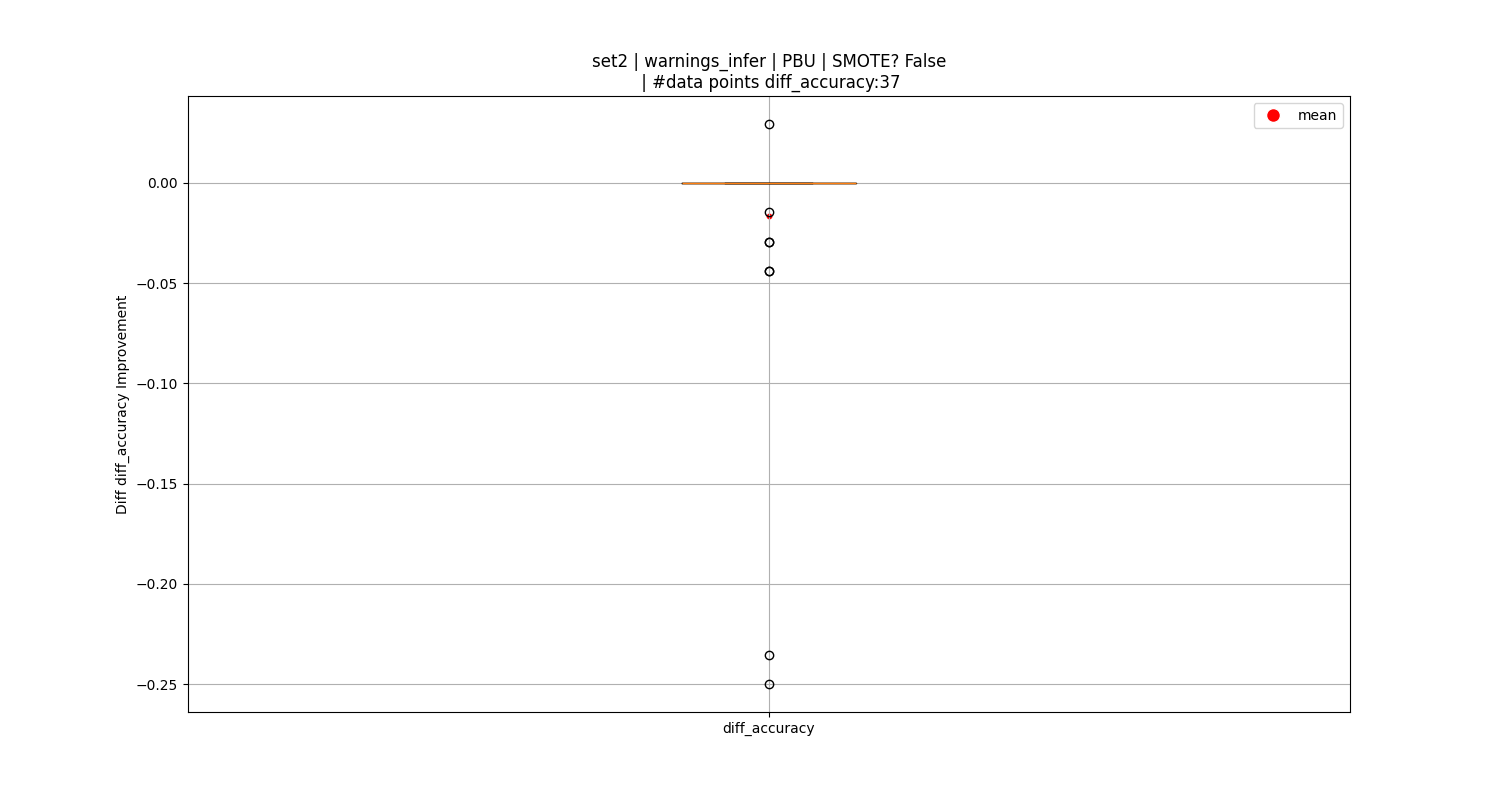 set2 | warnings_infer | PBU | SMOTE? False
| #data points diff_accuracy:37
mean
0.00
−0.05
−0.10
−0.15
−0.20
−0.25
Diff diff_accuracy Improvement
diff_accuracy